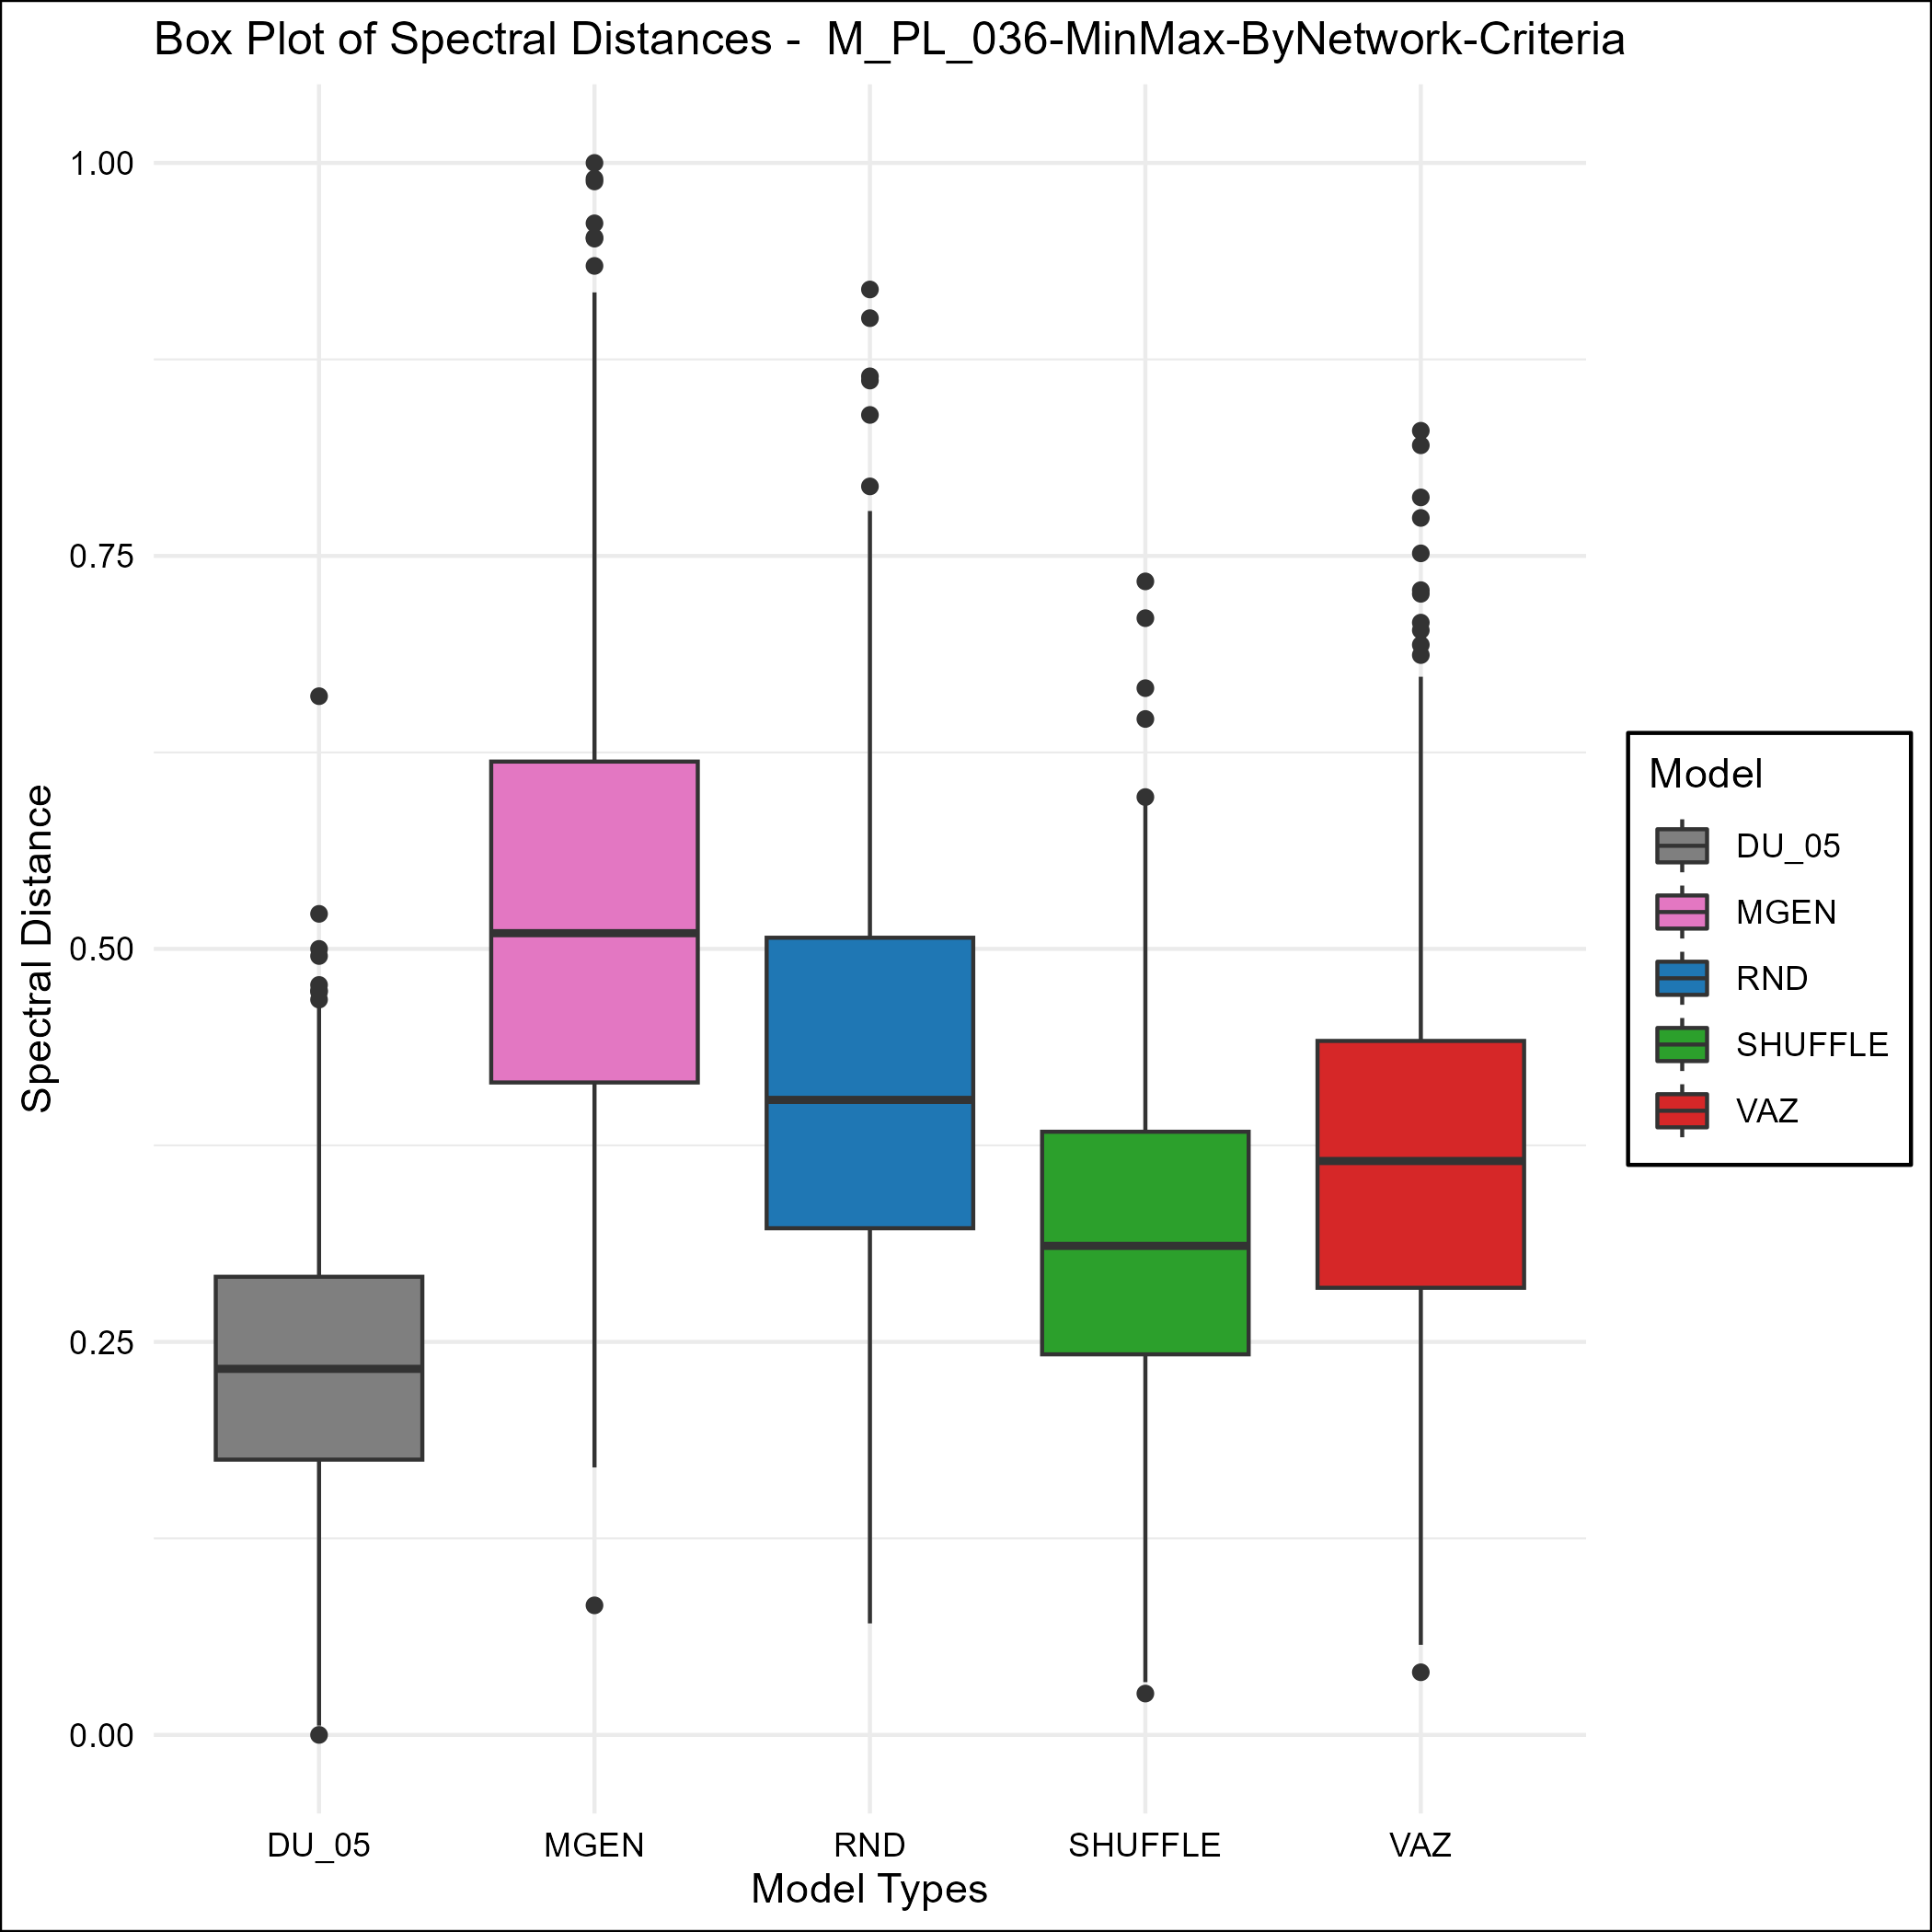 Box Plot of Spectral Distances -  M_PL_036-MinMax-ByNetwork-Criteria
Spectral Distance
1.00
0.75
0.50
0.25
0.00
DU_05
MGEN
RND
SHUFFLE
VAZ
Model Types
Model
DU_05
MGEN
RND
SHUFFLE
VAZ